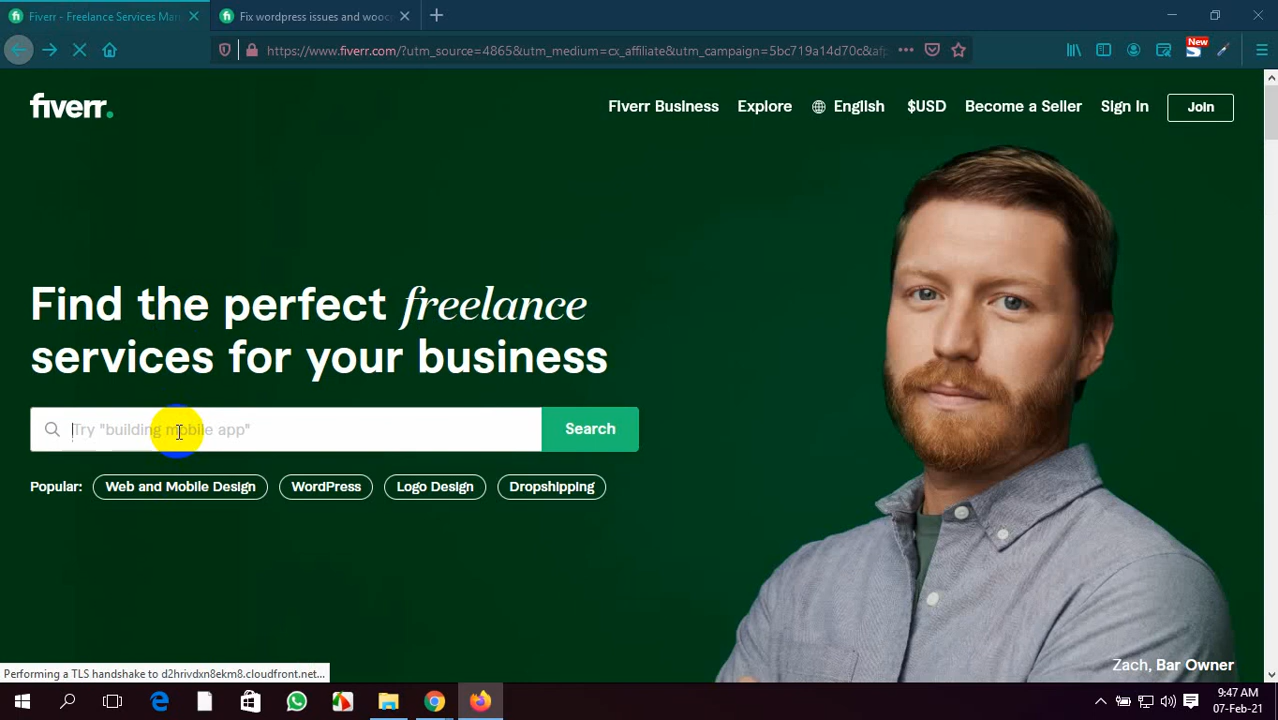 Fiverr - Freelance Services Mar
Fix wordpress issues and wooc
https://www.fiverr.com/?utm_source=4865&utm_medium=cx_affiliate&utm_campaign=5bc719a14d70c&af
New
fiverr.
Fiverr Business
Explore
English
$USD
Become a Seller
Sign In
Join
Find the perfect freelance
services for your business
Try "building mobile app"
Search
Popular:
Web and Mobile Design
WordPress
Logo Design
Dropshipping
Zach, Bar Owner
Performing a TLS handshake to d2hrivdxn8ekm8.cloudfront.net...
9:47 AM
07-Feb-21